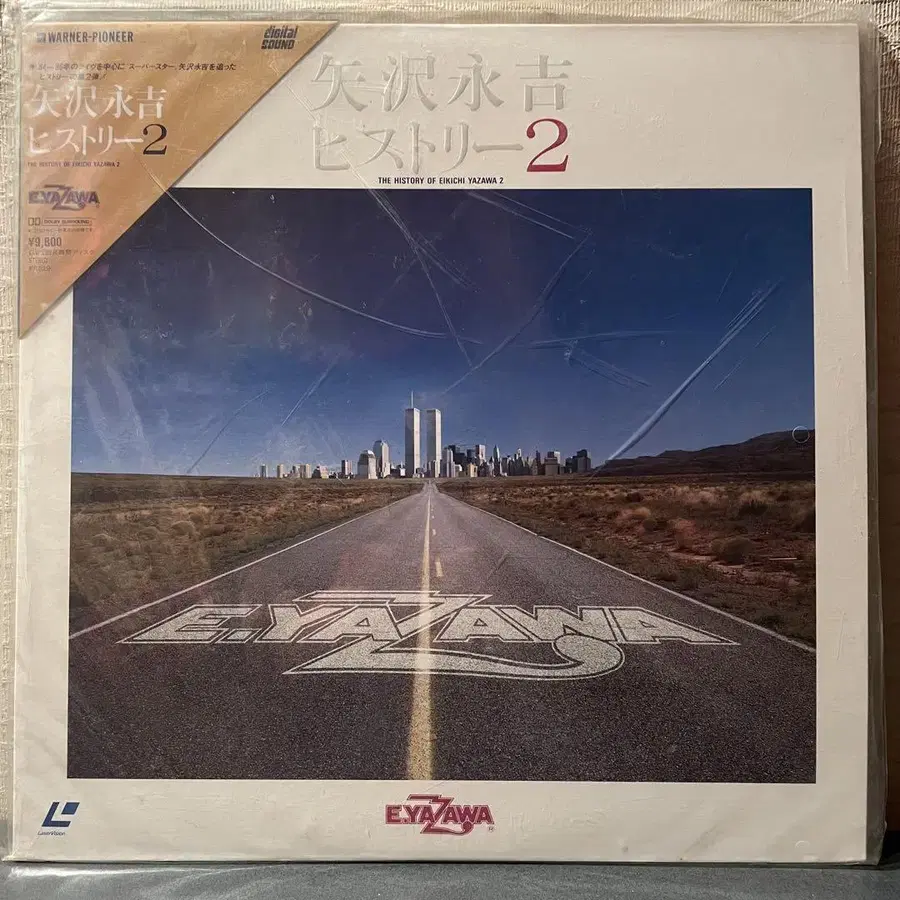 WARNER-PIONEER
digital
SOUND
矢沢永吉
ヒストリー2
THE HISTORY OF EIKICHI YAZAWA 2
E.YAZAWA
DOLBY SURROUND
¥9,800
矢沢永吉
ヒストリー2
THE HISTORY OF EIKICHI YAZAWA 2
E.YAZAWA
LaserVision
E.YAZAWA